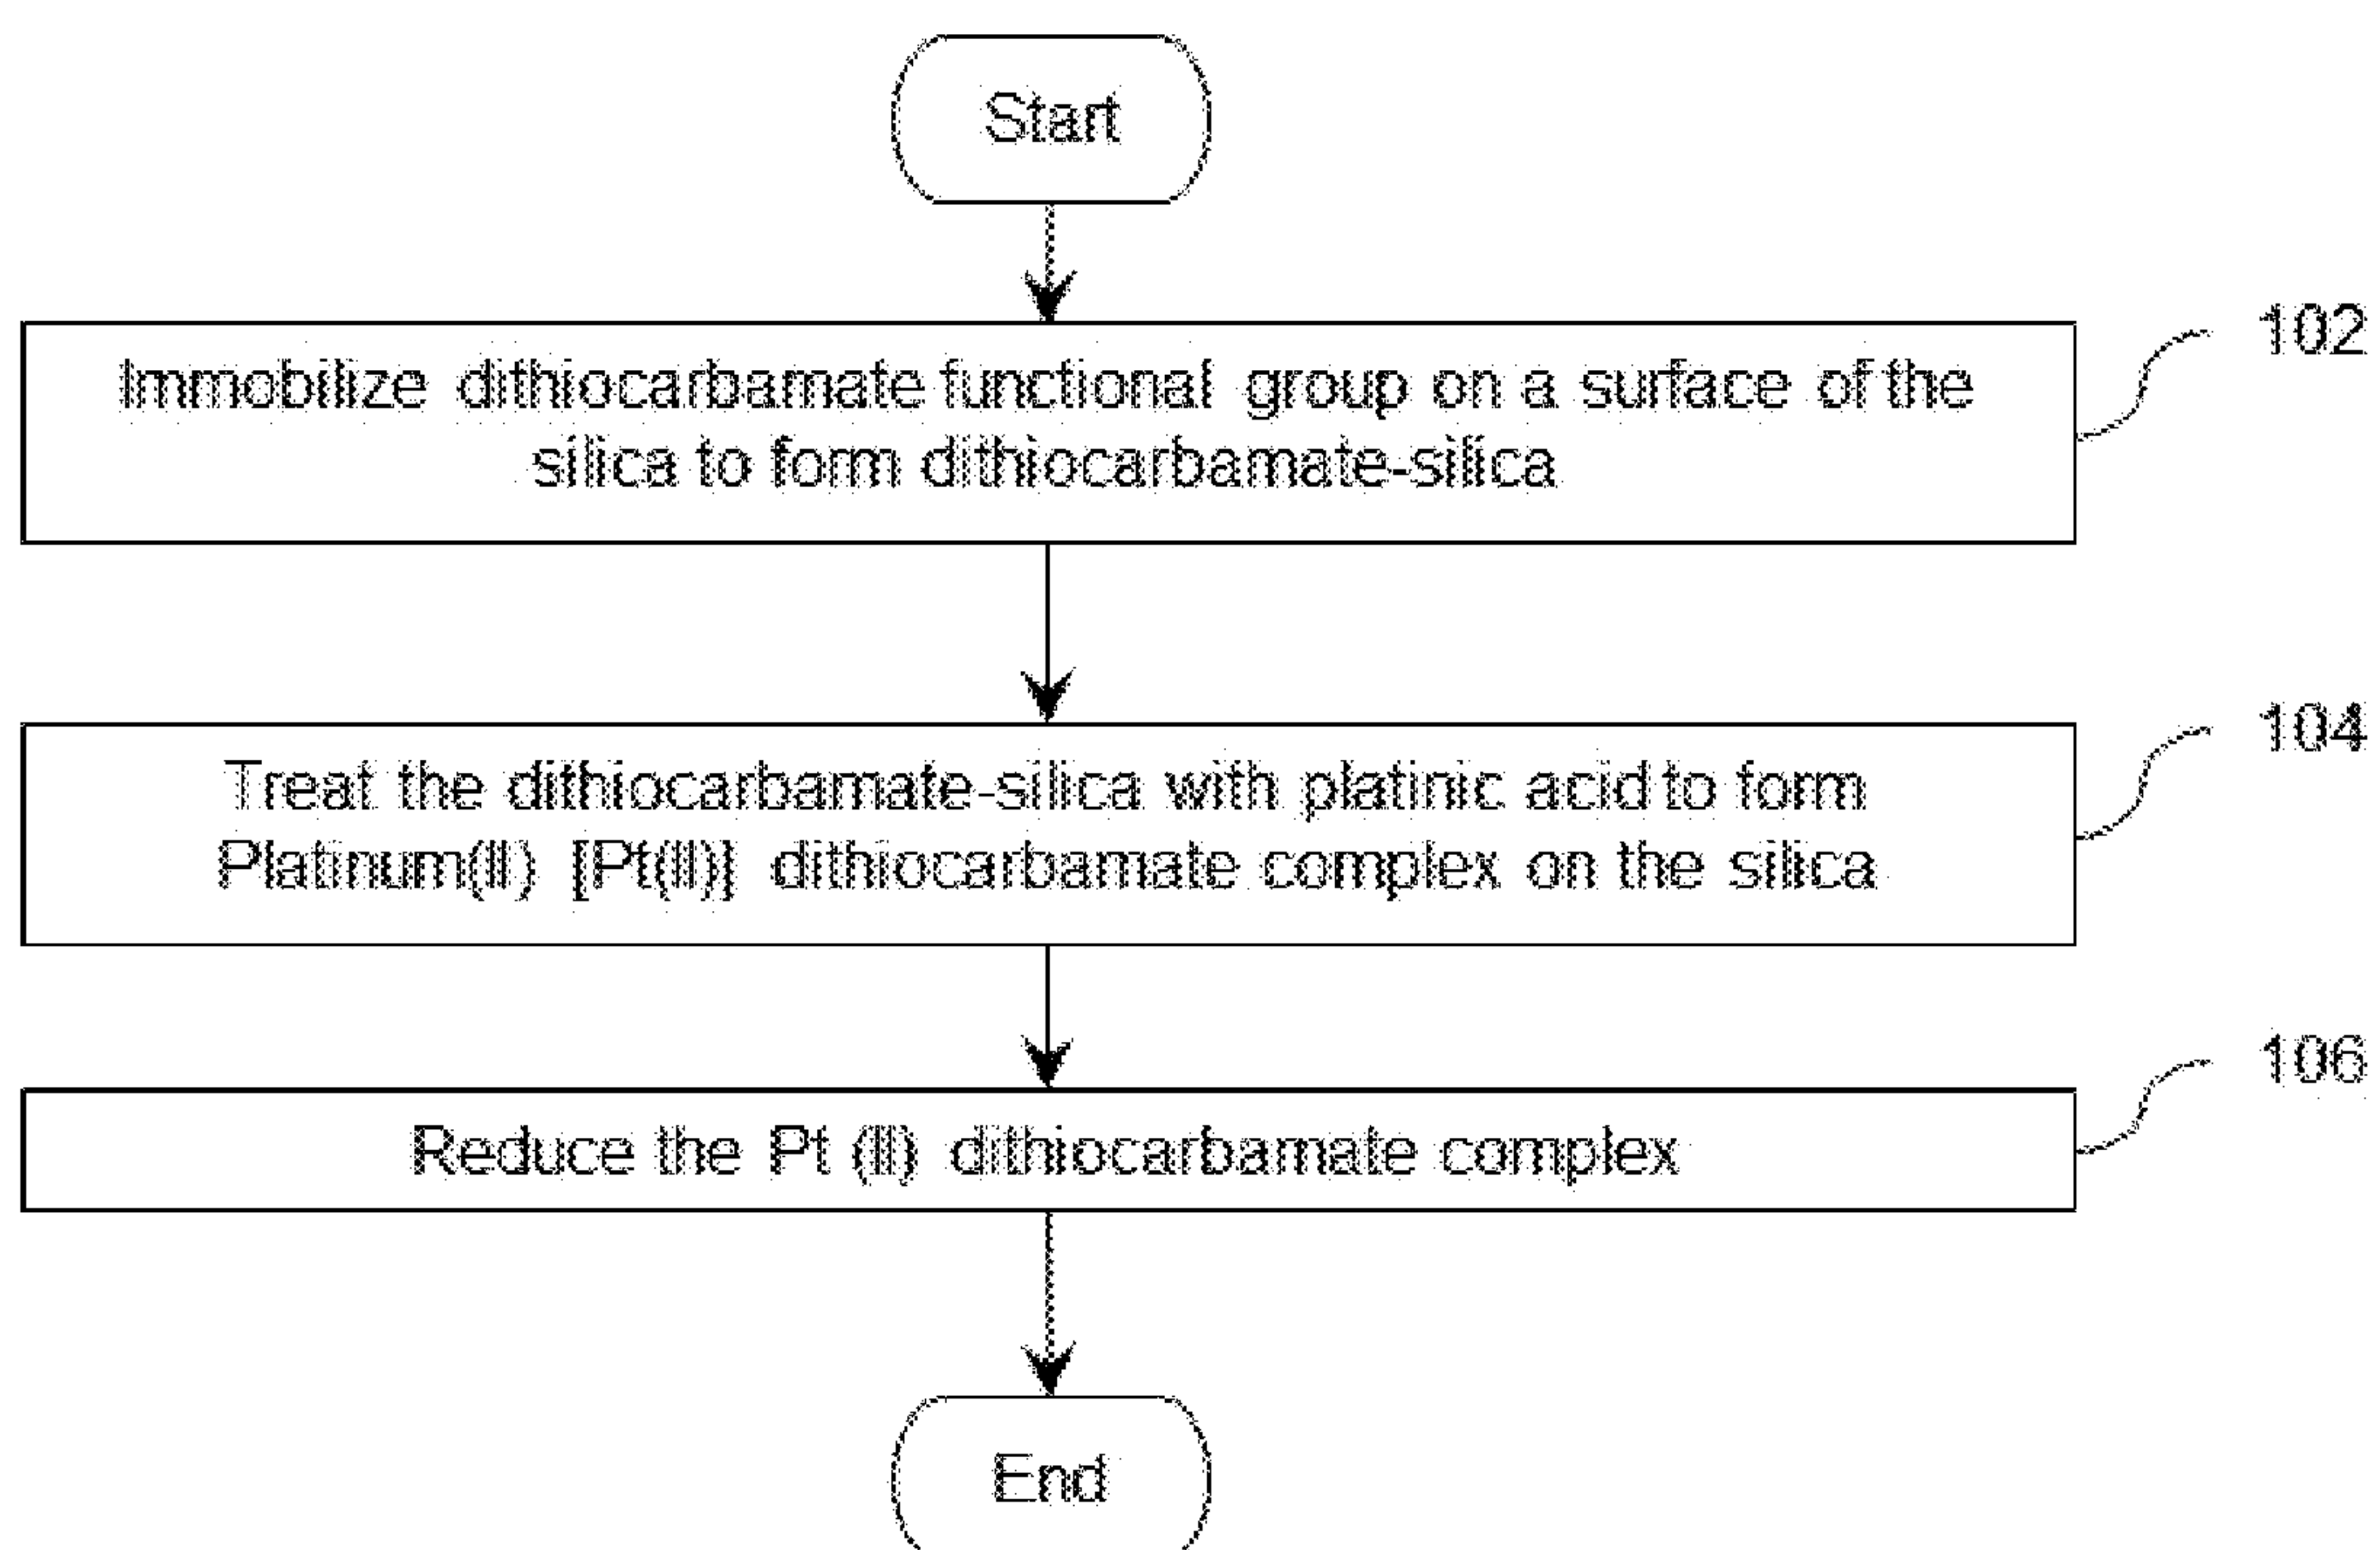 Start
102
Immobilize dithiocarbamate functional group on a surface of the
silica to form dithiocarbamate-silica
104
Treat the dithiocarbamate-silica with platinic acid to form
Platinum(II) [Pt(II)] dithiocarbamate complex on the silica
106
Reduce the Pt (II) dithiocarbamate complex
End